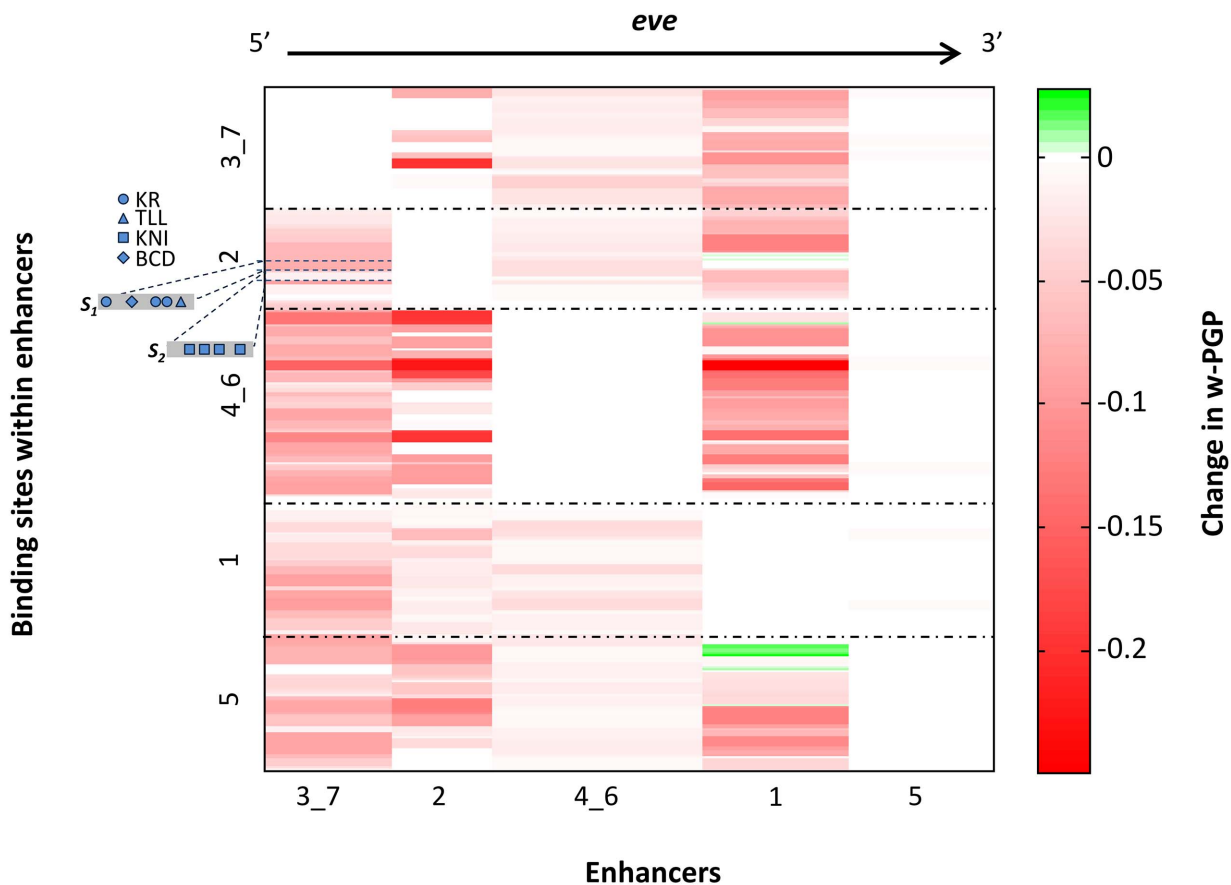 eve
5’ 3’
3_7
2
4_6
1
5
KR
TLL
KNI
BCD
S1
S2
Binding sites within enhancers
0
-0.05
-0.1
-0.15
-0.2
Change in w-PGP
3_7 2 4_6 1 5
Enhancers